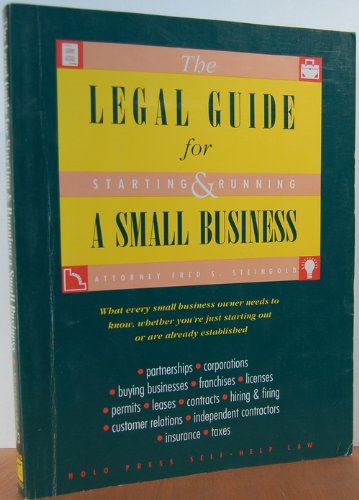 The
LEGAL GUIDE
for
STARTING & RUNNING
A SMALL BUSINESS
ATTORNEY FRED S. STEINGOLD
What every small business owner needs to
know, whether you're just starting out
or are already established
• partnerships • corporations
• buying businesses • franchises • licenses
• permits • leases • contracts • hiring & firing
• customer relations • independent contractors
• insurance • taxes
NOLO PRESS SELF-HELP LAW